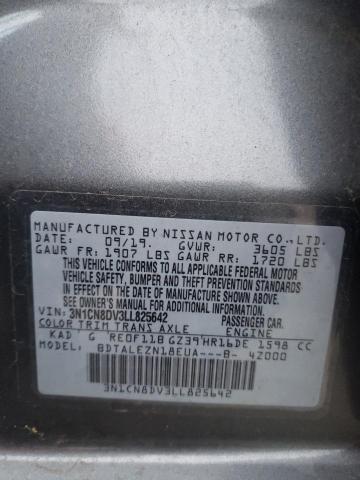 MANUFACTURED BY NISSAN MOTOR CO.,LTD.
DATE: 09/19. GVWR: 3605 LBS
GAWR FR: 1907 LBS GAWR RR: 1720 LBS
THIS VEHICLE CONFORMS TO ALL APPLICABLE FEDERAL MOTOR
VEHICLE SAFETY, BUMPER AND THEFT PREVENTION STANDARDS
IN EFFECT ON THE DATE OF MANUFACTURE SHOWN ABOVE.
SEE OWNER'S MANUAL FOR ADDITIONAL INFORMATION
VIN: 3N1CN8DV3LL825642 PASSENGER CAR.
COLOR TRIM TRANS AXLE ENGINE
KAD G RE0F11B GZ39 HR16DE 1598 CC
BDTALEZN18EUA---B- 4Z000
3N1CN8DV3LL825642